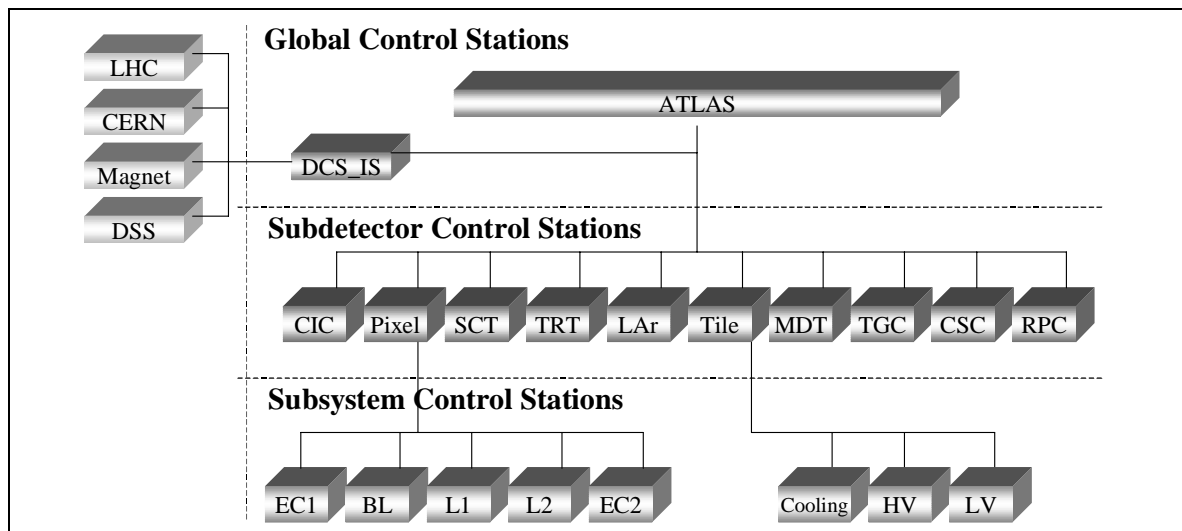 Global Control Stations
LHC
CERN
Magnet
DSS
ATLAS
DCS_IS
Subdetector Control Stations
CIC Pixel SCT TRT LAr Tile MDT TGC CSC RPC
Subsystem Control Stations
EC1 BL L1 L2 EC2 Cooling HV LV